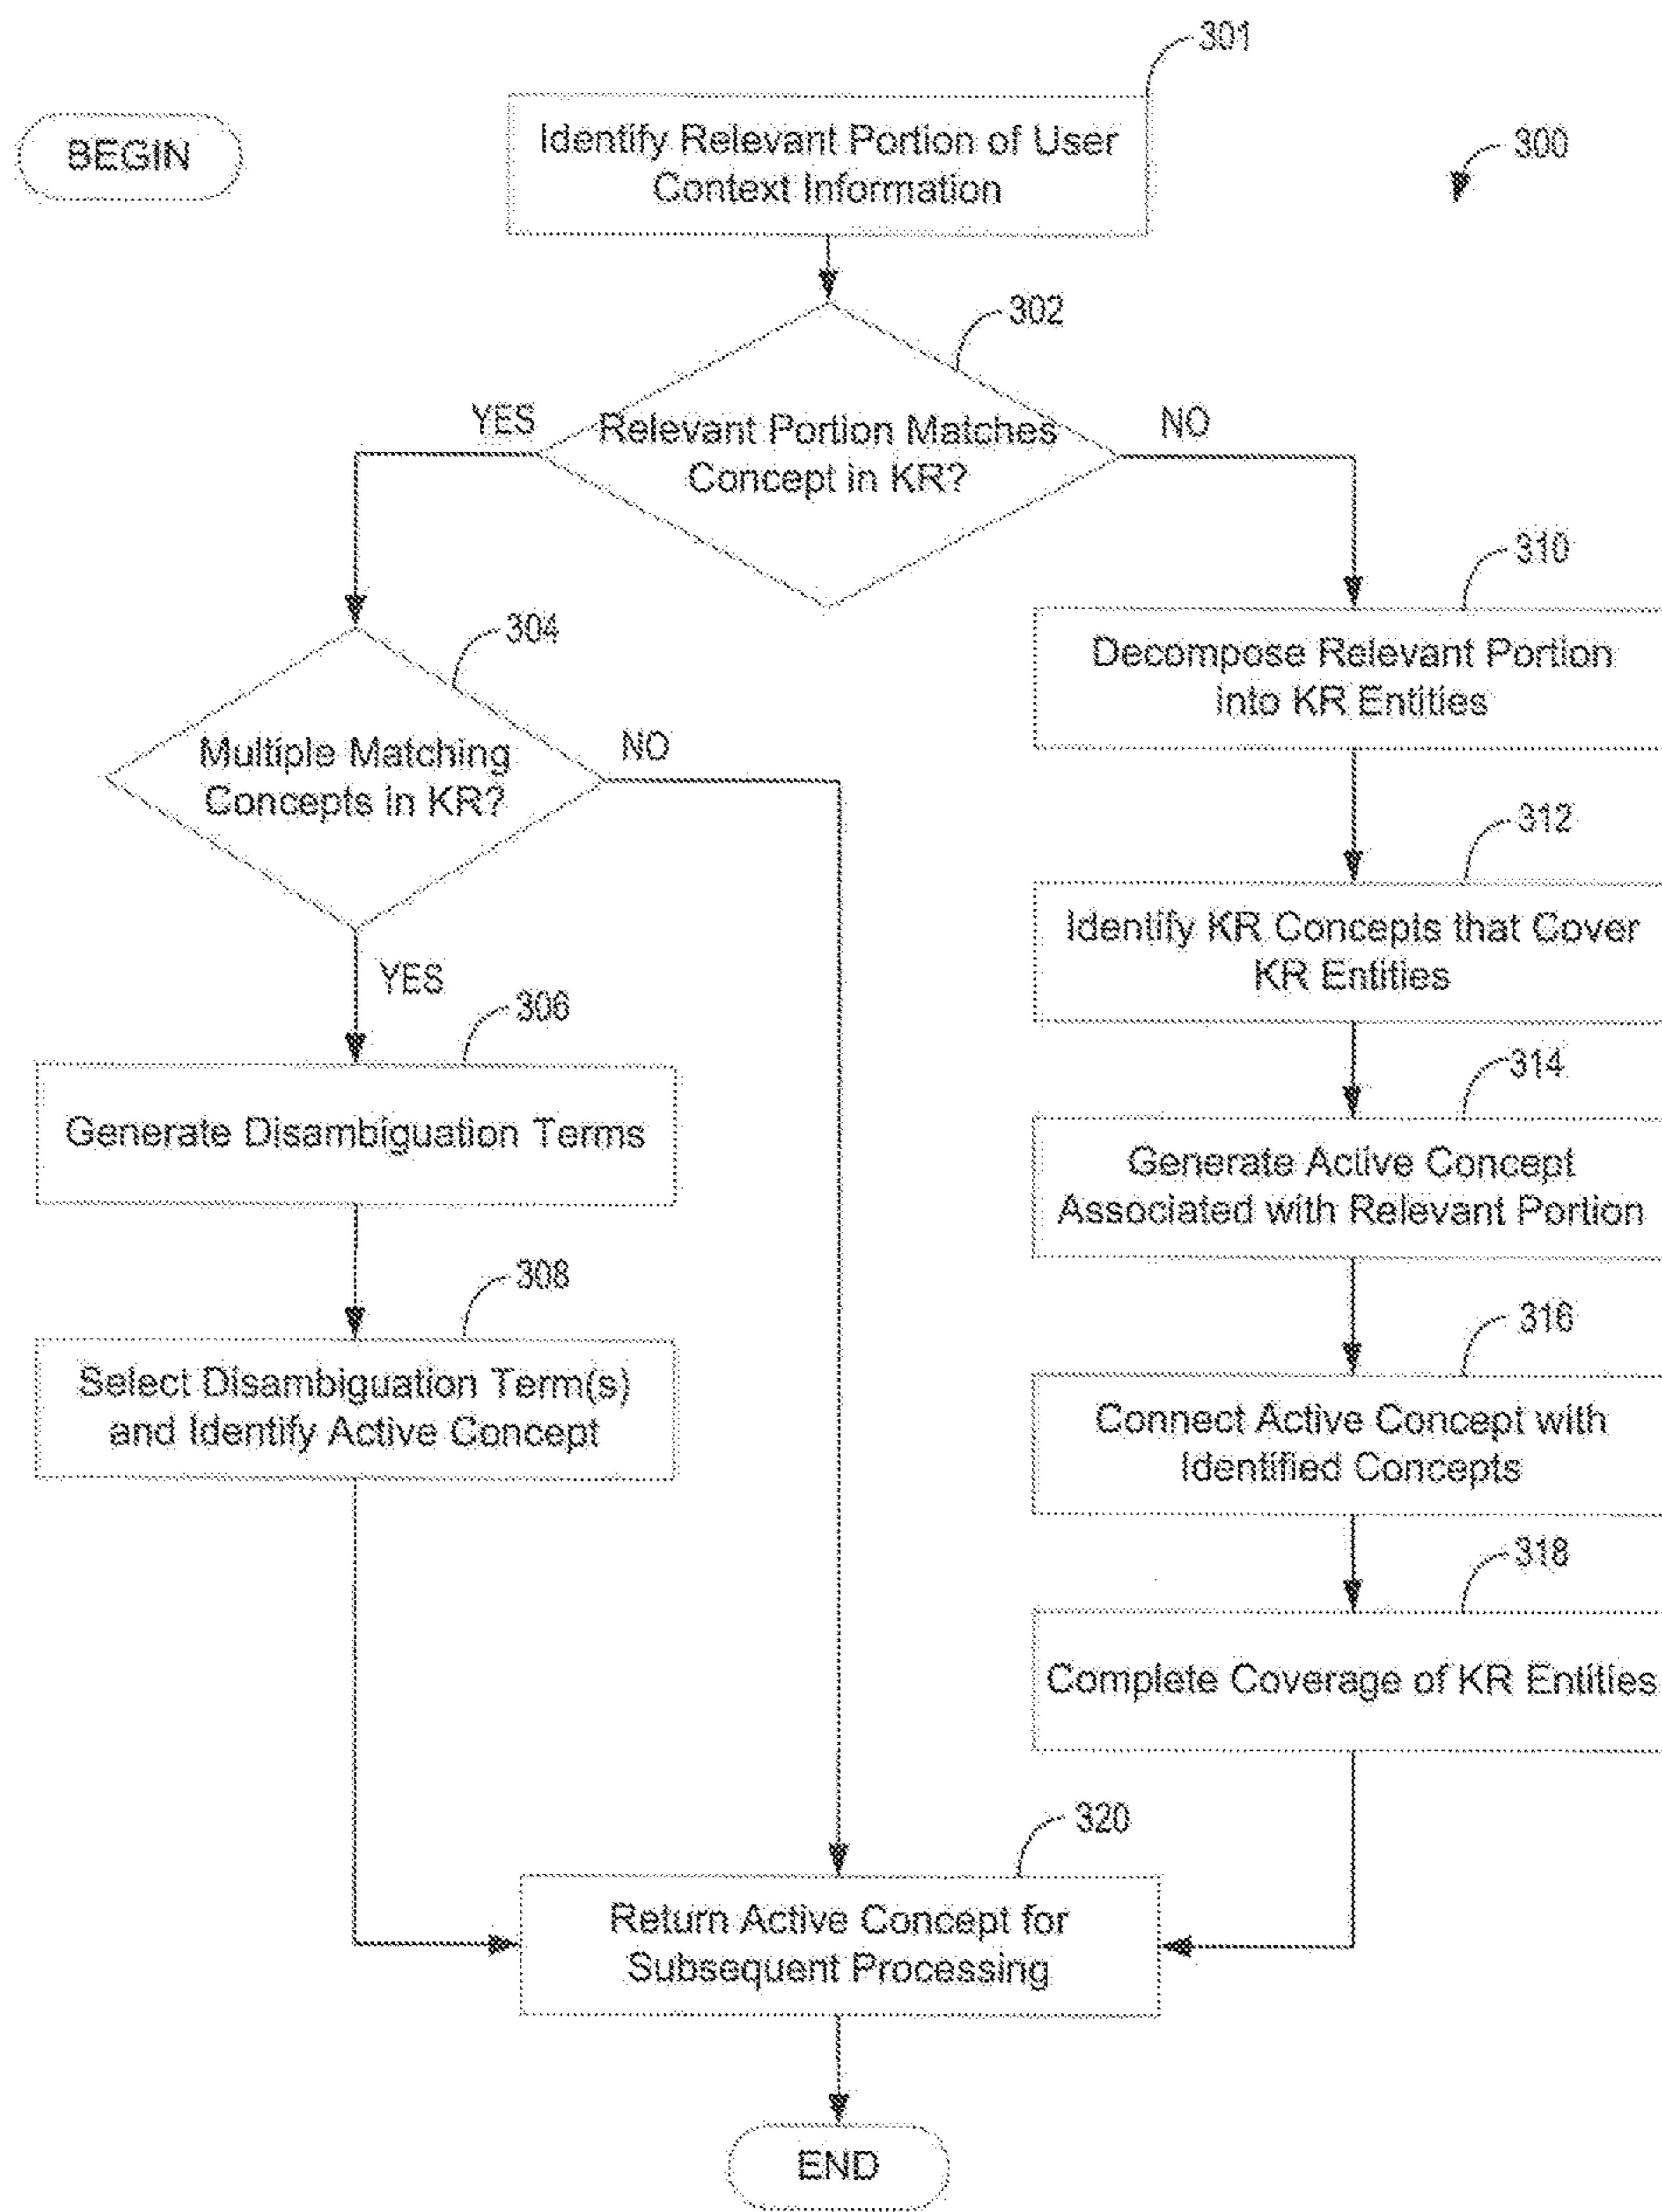 301
BEGIN
Identify Relevant Portion of User
Context Information
300
302
YES
Relevant Portion Matches
Concept in KR?
NO
310
304
Decompose Relevant Portion
into KR Entities
Multiple Matching
Concepts in KR?
NO
312
Identify KR Concepts that Cover
KR Entities
YES
306
314
Generate Disambiguation Terms
Generate Active Concept
Associated with Relevant Portion
308
316
Select Disambiguation Term(s)
and Identify Active Concept
Connect Active Concept with
Identified Concepts
318
Complete Coverage of KR Entities
320
Return Active Concept for
Subsequent Processing
END